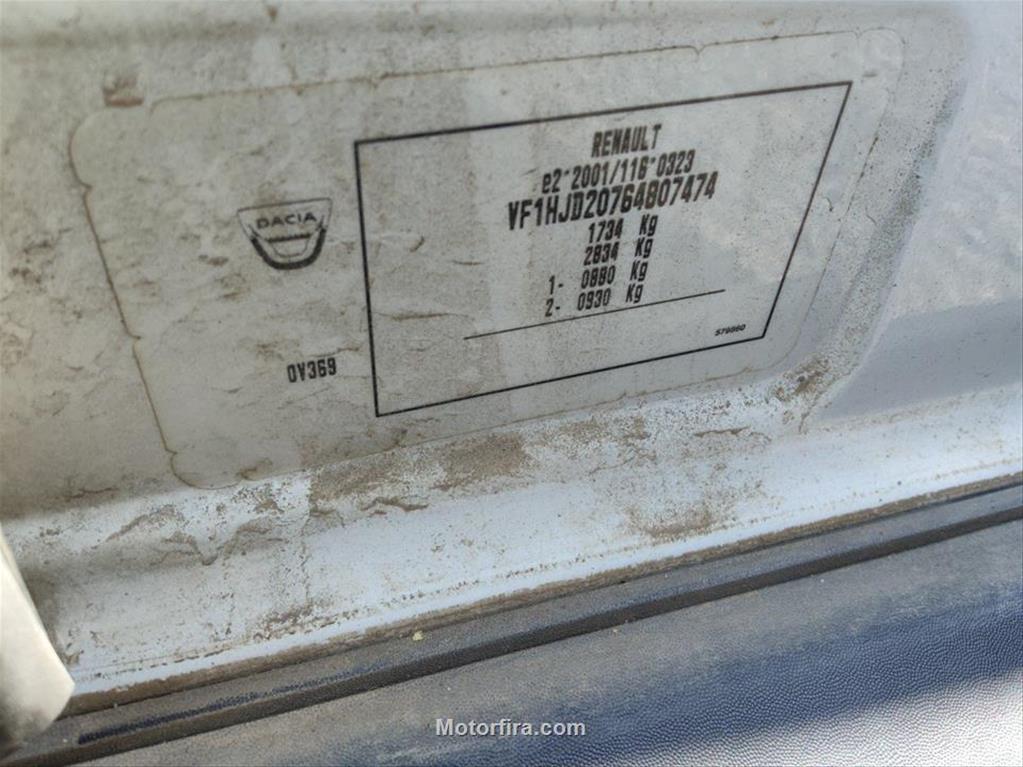 RENAULT
e2*2001/116*0323
VF1HJD20764807474
1734 Kg
2834 Kg
1- 0880 Kg
2- 0930 Kg
579860
DACIA
0V369
Motorfira.com